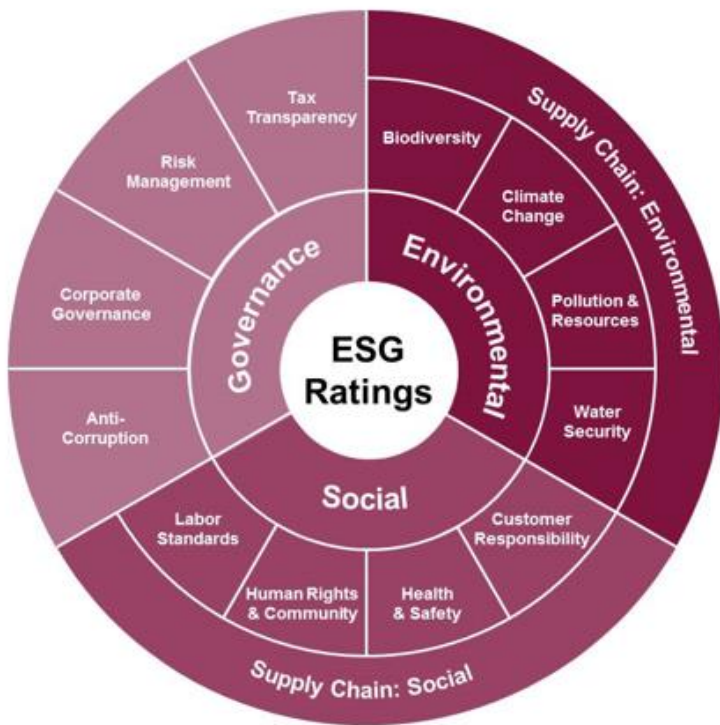 ESG
Ratings
Governance
Tax
Transparency
Risk
Management
Corporate
Governance
Anti-
Corruption
Environmental
Biodiversity
Climate
Change
Pollution &
Resources
Water
Security
Supply Chain: Environmental
Social
Customer
Responsibility
Health
& Safety
Human Rights
& Community
Labor
Standards
Supply Chain: Social